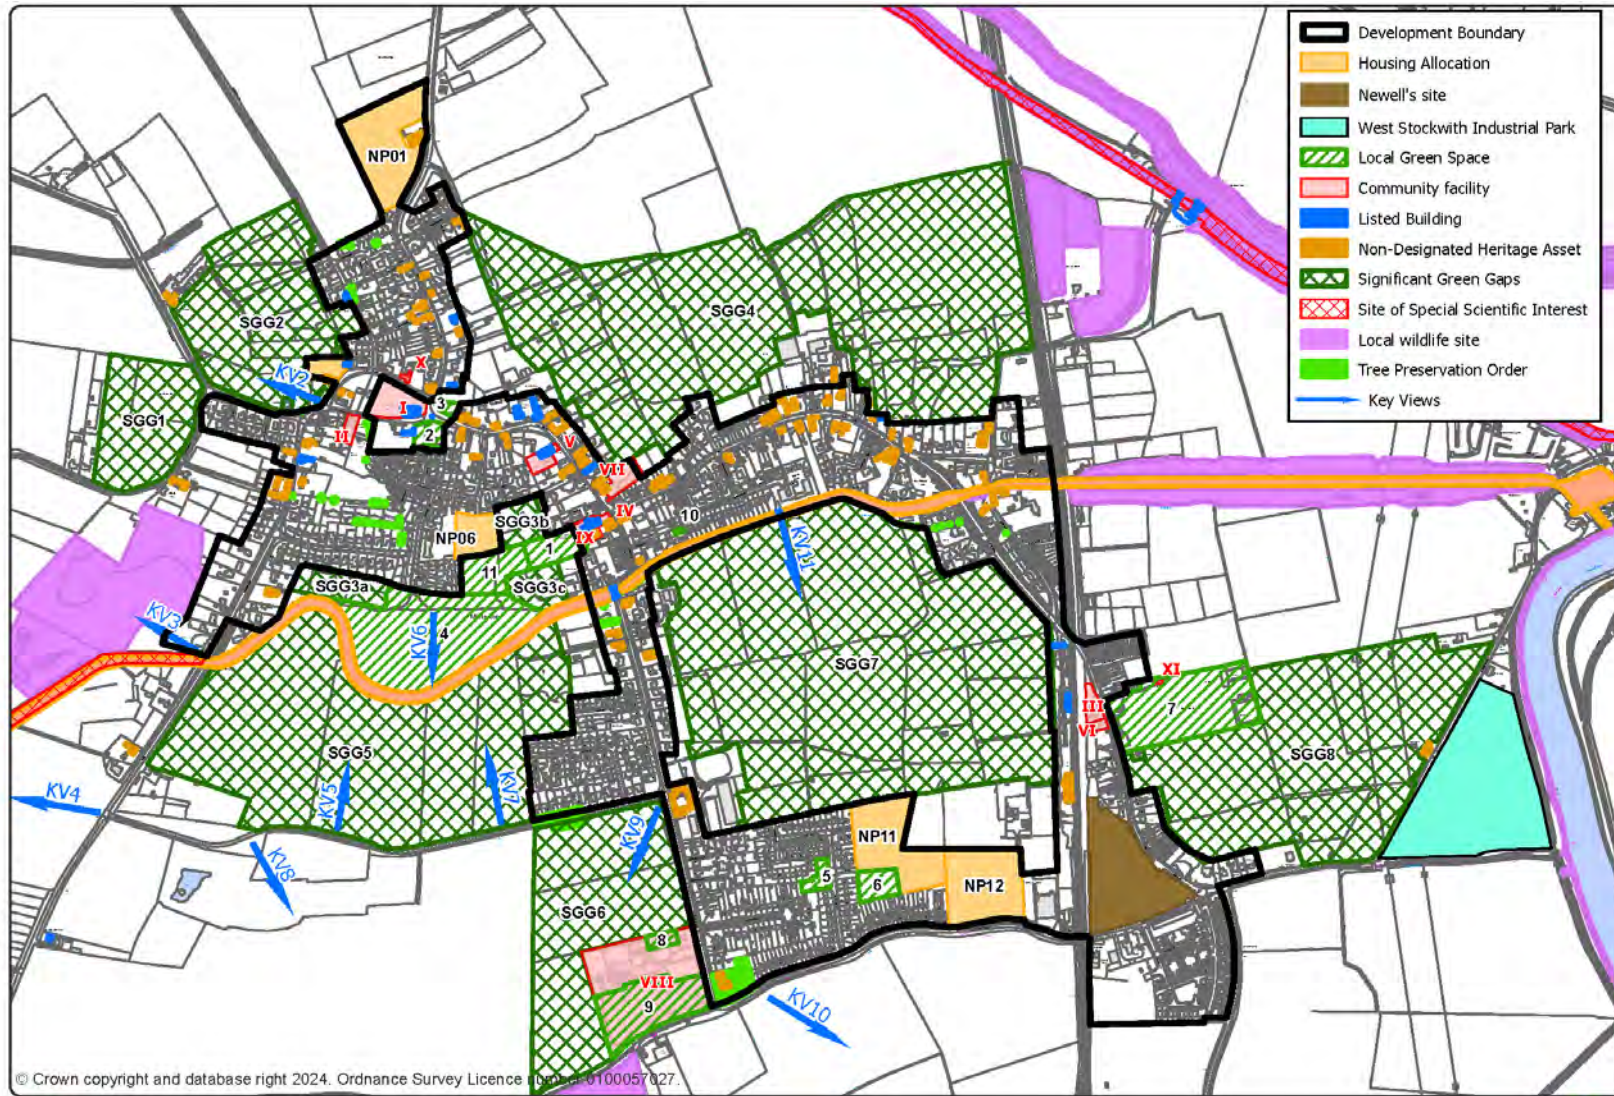 Development Boundary
Housing Allocation
Newell's site
West Stockwith Industrial Park
Local Green Space
Community facility
Listed Building
Non-Designated Heritage Asset
Significant Green Gaps
Site of Special Scientific Interest
Local wildlife site
Tree Preservation Order
Key Views
NP01
SGG2
SGG4
KV2
X
SGG1
I
3
II
2
V
VII
SGG3b
IV
10
NP06
IX
1
KV11
11
SGG3a
SGG3c
KV3
4
KV6
SGG7
XI
III
7
VI
SGG5
SGG8
KV4
KV5
KV7
KV9
NP11
KV8
5
6
NP12
SGG6
8
VIII
9
KV10
© Crown copyright and database right 2024. Ordnance Survey Licence number 0100057027.